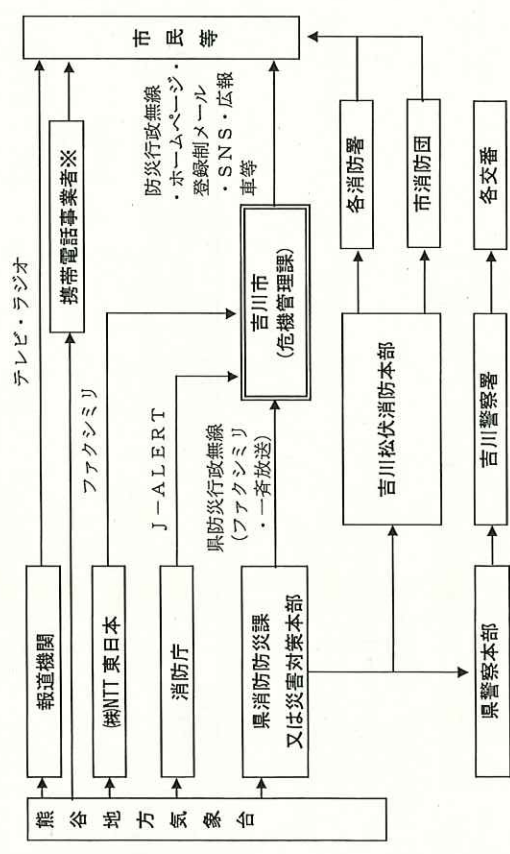 熊谷地方気象台
報道機関
㈱NTT東日本
消防庁
県消防防災課
又は災害対策本部
県警察本部
テレビ・ラジオ
携帯電話事業者※
ファクシミリ
J-ALERT
県防災行政無線
(ファクシミリ
・一斉放送)
吉川市
(危機管理課)
吉川松伏消防本部
吉川警察署
防災行政無線
・ホームページ・
登録制メール
・SNS・広報
車等
各消防署
市消防団
各交番
市民等